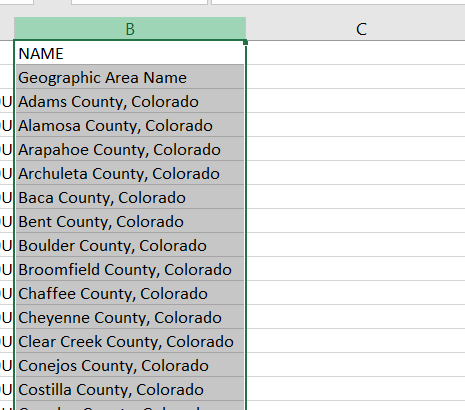 B C
NAME
Geographic Area Name
U Adams County, Colorado
U Alamosa County, Colorado
U Arapahoe County, Colorado
U Archuleta County, Colorado
U Baca County, Colorado
U Bent County, Colorado
U Boulder County, Colorado
U Broomfield County, Colorado
U Chaffee County, Colorado
U Cheyenne County, Colorado
U Clear Creek County, Colorado
U Conejos County, Colorado
U Costilla County, Colorado